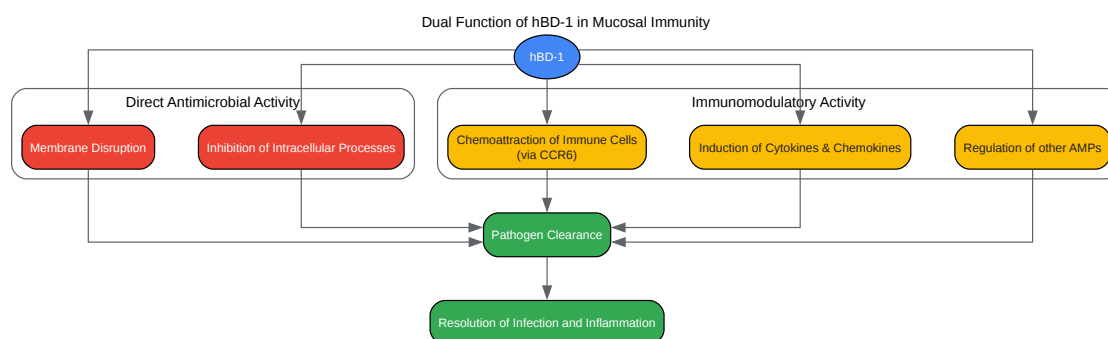 Dual Function of hBD-1 in Mucosal Immunity
hBD-1
Direct Antimicrobial Activity
Immunomodulatory Activity
Membrane Disruption
Inhibition of Intracellular Processes
Chemoattraction of Immune Cells
(via CCR6)
Induction of Cytokines & Chemokines
Regulation of other AMPs
Pathogen Clearance
Resolution of Infection and Inflammation